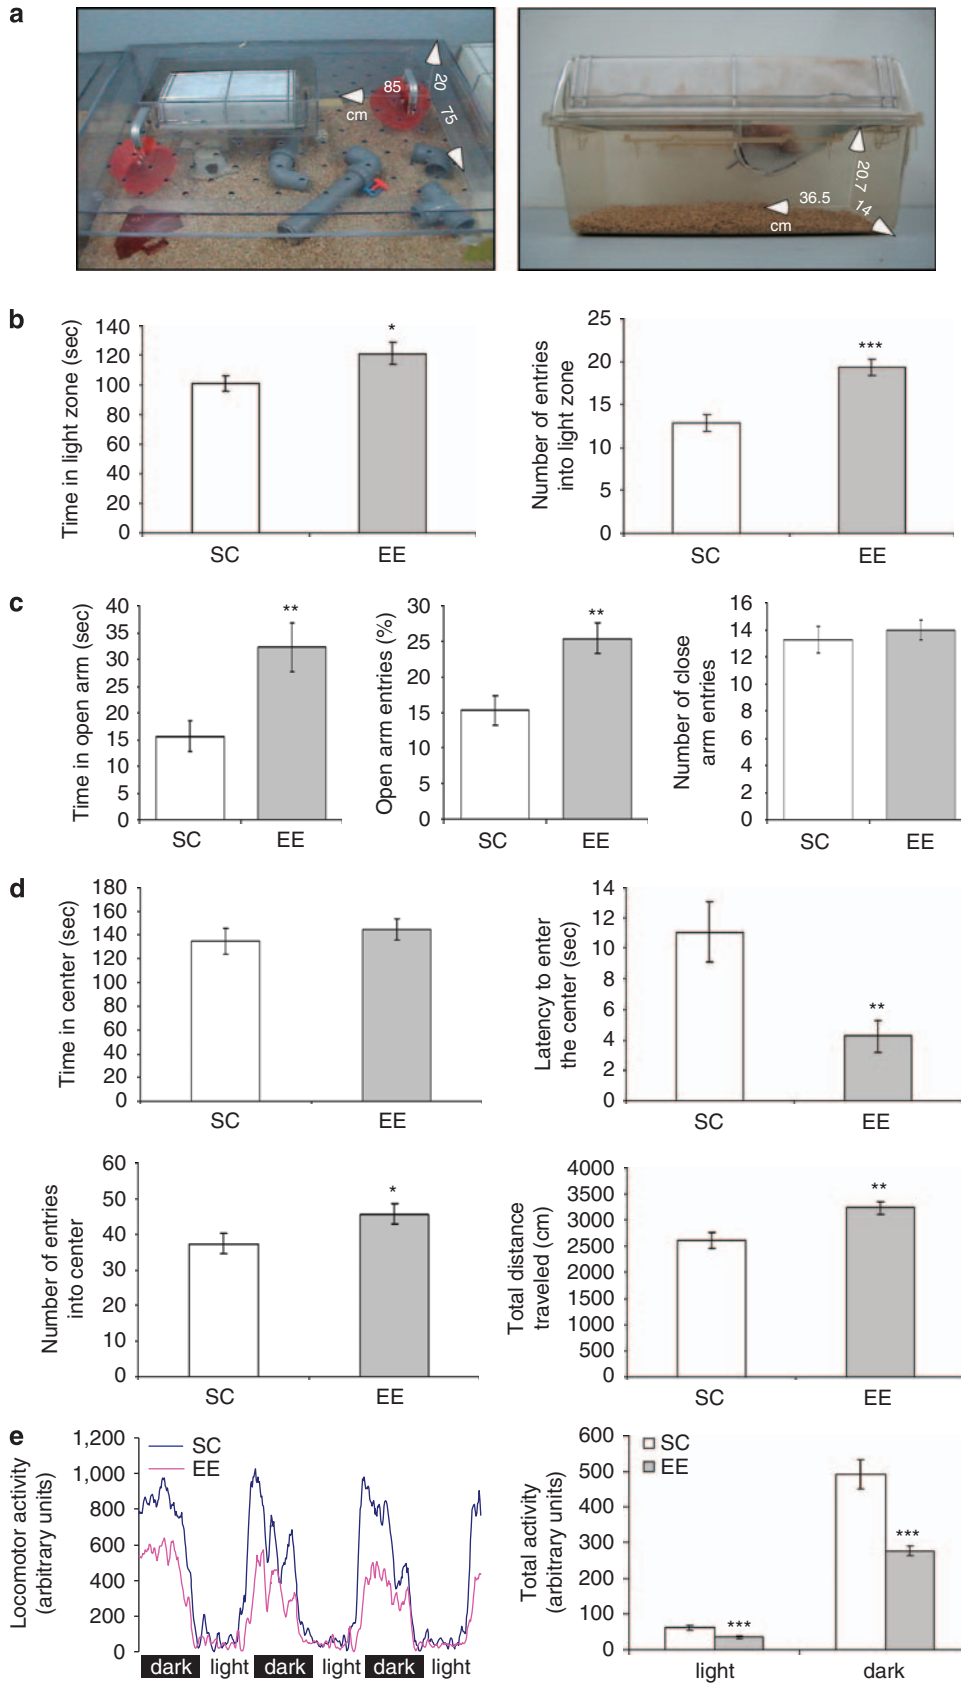 a
85
cm
20
75
36.5
cm
20.7
14
b
Time in light zone (sec)
140
120
100
80
60
40
20
0
*
SC
EE
Number of entries
into light zone
25
20
15
10
5
0
***
SC
EE
c
Time in open arm (sec)
40
35
30
25
20
15
10
5
0
**
SC
EE
Open arm entries (%)
30
25
20
15
10
5
0
**
SC
EE
Number of close
arm entries
16
14
12
10
8
6
4
2
0
SC
EE
d
Time in center (sec)
180
160
140
120
100
80
60
40
20
0
SC
EE
Latency to enter
the center (sec)
14
12
10
8
6
4
2
0
**
SC
EE
Number of entries
into center
60
50
40
30
20
10
0
*
SC
EE
Total distance
traveled (cm)
4000
3500
3000
2500
2000
1500
1000
500
0
**
SC
EE
e
Locomotor activity
(arbitrary units)
1,200
1,000
800
600
400
200
0
SC
EE
dark
light
dark
light
dark
light
Total activity
(arbitrary units)
600
500
400
300
200
100
0
SC
EE
***
***
light
dark